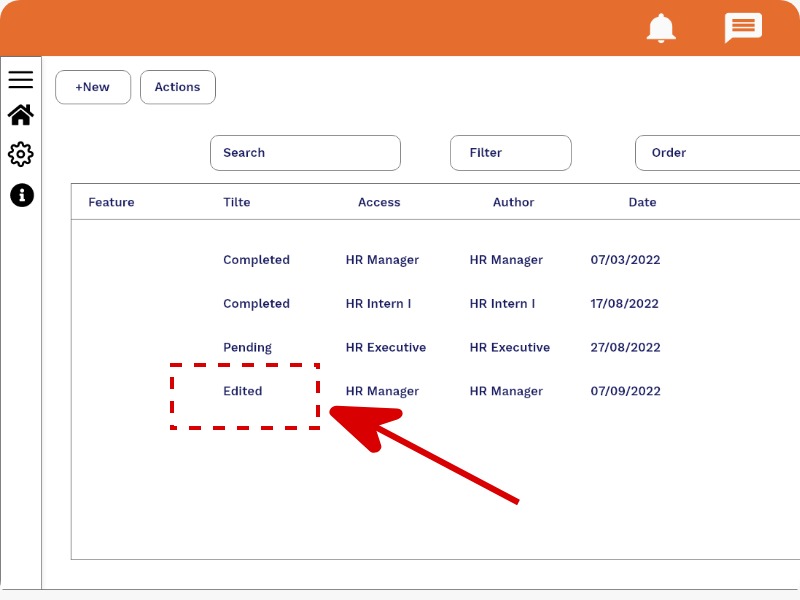 +New Actions
Search Filter Order
Feature Tilte Access Author Date
Completed HR Manager HR Manager 07/03/2022
Completed HR Intern I HR Intern I 17/08/2022
Pending HR Executive HR Executive 27/08/2022
Edited HR Manager HR Manager 07/09/2022